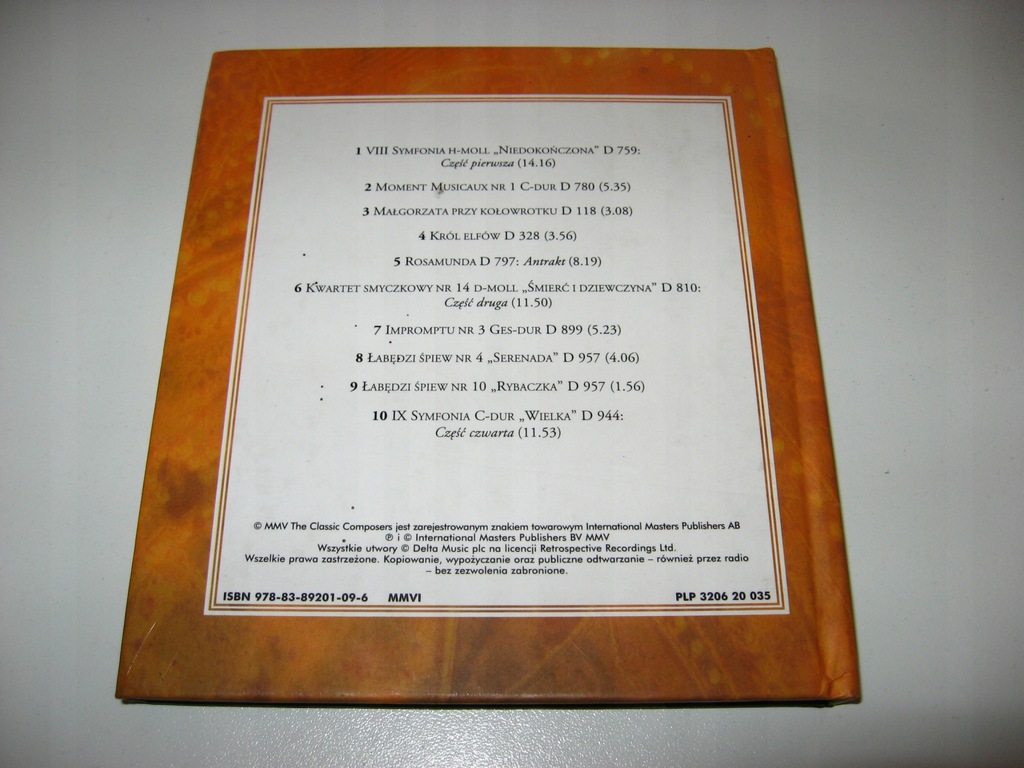 1 VIII Symfonia h-moll „Niedokończona” D 759:
Część pierwsza (14.16)
2 Moment Musicaux nr 1 C-dur D 780 (5.35)
3 Małgorzata przy kołowrotku D 118 (3.08)
4 Król elfów D 328 (3.56)
5 Rosamunda D 797: Antrakt (8.19)
6 Kwartet smyczkowy nr 14 d-moll „Śmierć i dziewczyna” D 810:
Część druga (11.50)
7 Impromptu nr 3 Ges-dur D 899 (5.23)
8 Łabędzi śpiew nr 4 „Serenada” D 957 (4.06)
9 Łabędzi śpiew nr 10 „Rybaczka” D 957 (1.56)
10 IX Symfonia C-dur „Wielka” D 944:
Część czwarta (11.53)
© MMV The Classic Composers jest zarejestrowanym znakiem towarowym International Masters Publishers AB
℗ i © International Masters Publishers BV MMV
Wszystkie utwory © Delta Music plc na licencji Retrospective Recordings Ltd.
Wszelkie prawa zastrzeżone. Kopiowanie, wypożyczanie oraz publiczne odtwarzanie – również przez radio
– bez zezwolenia zabronione.
ISBN 978-83-89201-09-6 MMVI PLP 3206 20 035